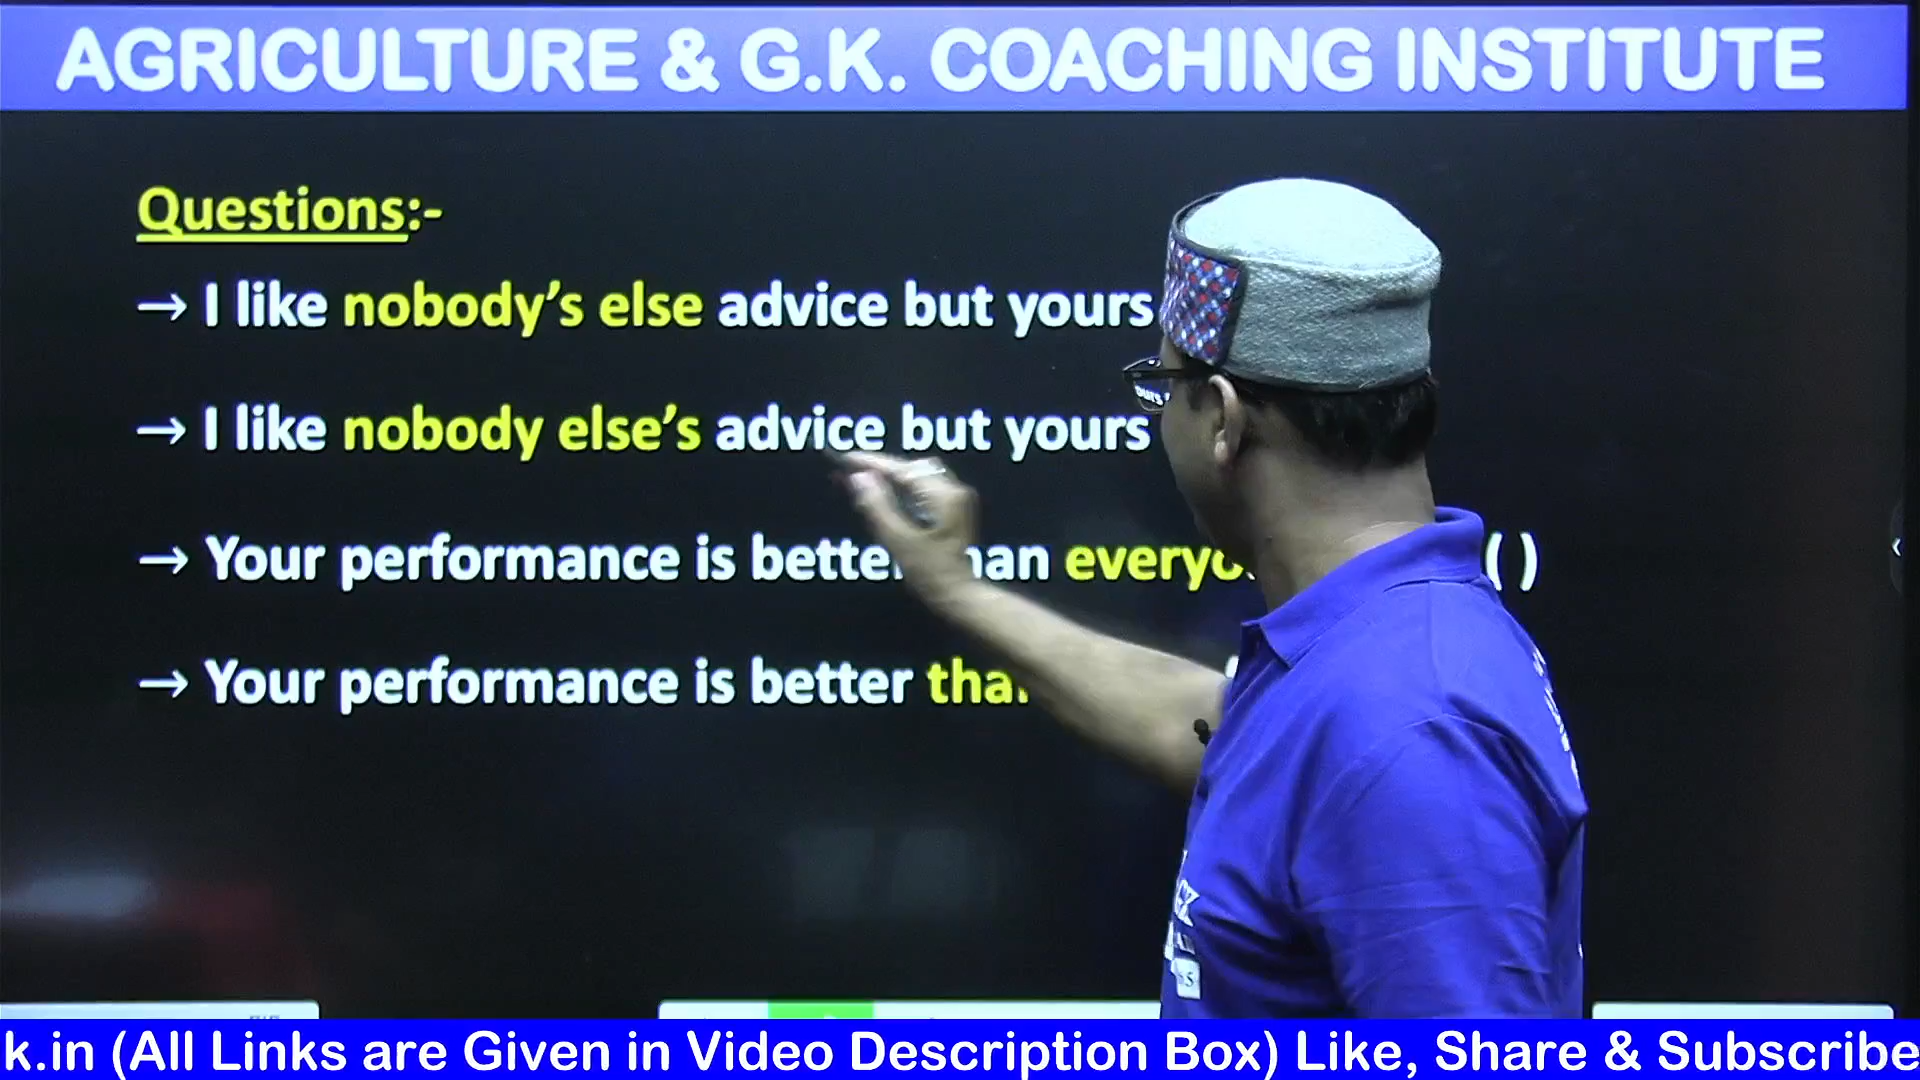 AGRICULTURE & G.K. COACHING INSTITUTE
Questions:-
→ I like nobody's else advice but yours
→ I like nobody else's advice but yours
→ Your performance is better ( )
→ Your performance is better
k.in (All Links are Given in Video Description Box) Like, Share & Subscribe